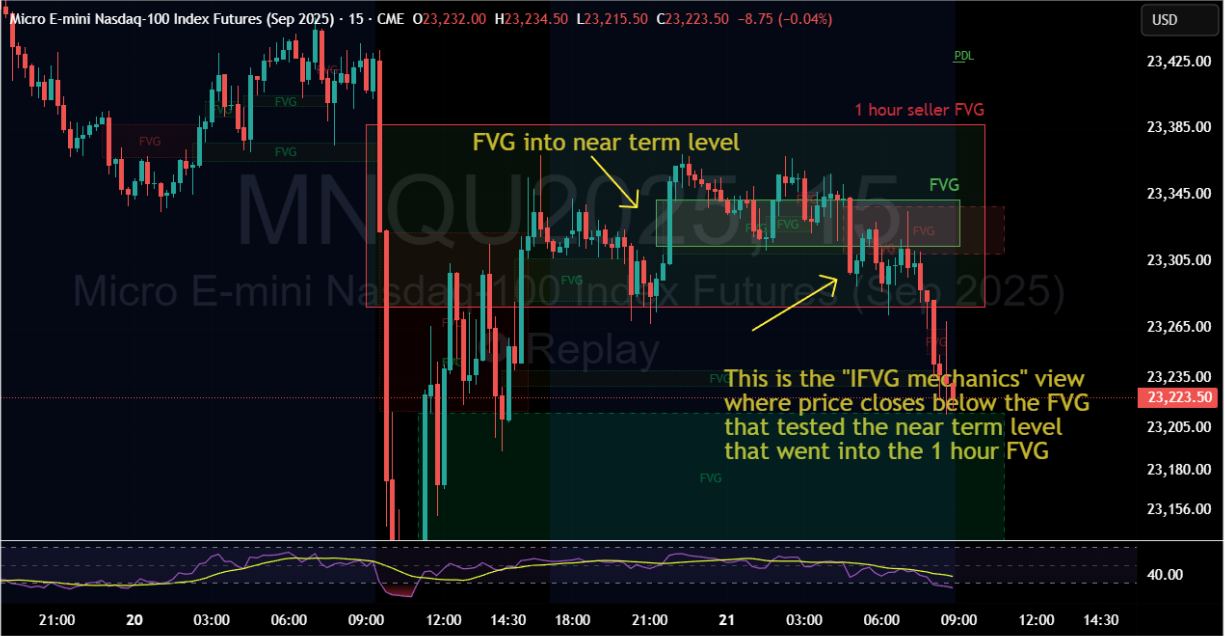 Micro E-mini Nasdaq-100 Index Futures (Sep 2025) · 15 · CME O23,232.00 H23,234.50 L23,215.50 C23,223.50 −8.75 (−0.04%)
USD
PDL
23,425.00
FVG
FVG
FVG
1 hour seller FVG
23,385.00
FVG into near term level
FVG
FVG
FVG
23,345.00
MNQU2025, 15
FVG
FVG
FVG
23,305.00
Micro E-mini Nasdaq-100 Index Futures (Sep 2025)
FVG
23,265.00
Replay
FVG
FVG
23,235.00
This is the "IFVG mechanics" view
where price closes below the FVG
that tested the near term level
that went into the 1 hour FVG
23,223.50
23,205.00
23,180.00
FVG
23,156.00
40.00
21:00 20 03:00 06:00 09:00 12:00 14:30 18:00 21:00 21 03:00 06:00 09:00 12:00 14:30